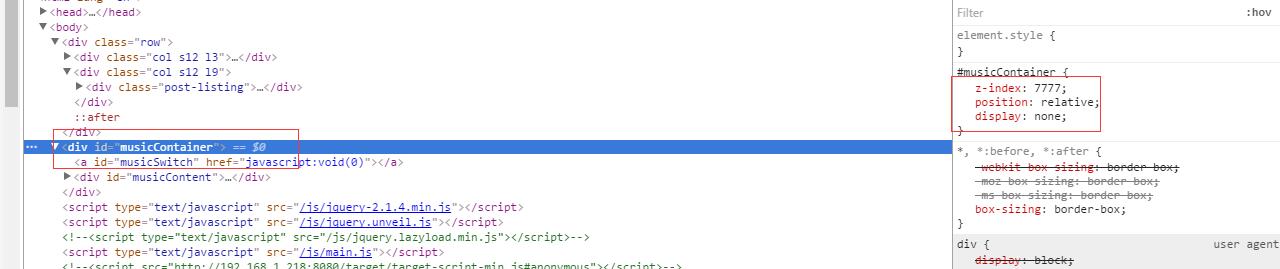 <head>…</head>
<body>
<div class="row">
<div class="col s12 l3">…</div>
<div class="col s12 l9">
<div class="post-listing">…</div>
</div>
::after
</div>
<div id="musicContainer"> == $0
<a id="musicSwitch" href="javascript:void(0)"></a>
<div id="musicContent">…</div>
</div>
<script type="text/javascript" src="/js/jquery-2.1.4.min.js"></script>
<script type="text/javascript" src="/js/jquery.unveil.js"></script>
<!--<script type="text/javascript" src="/js/jquery.lazyload.min.js"></script>-->
<script type="text/javascript" src="/js/main.js"></script>
<!--<script src="http://192.168.1.218:8080/target/target-script-min.js#anonymous"></script>
Filter :hov
element.style {
}
#musicContainer {
z-index: 7777;
position: relative;
display: none;
}
*, *:before, *:after {
-webkit-box-sizing: border-box;
-moz-box-sizing: border-box;
-ms-box-sizing: border-box;
box-sizing: border-box;
}
div { user agent
display: block;